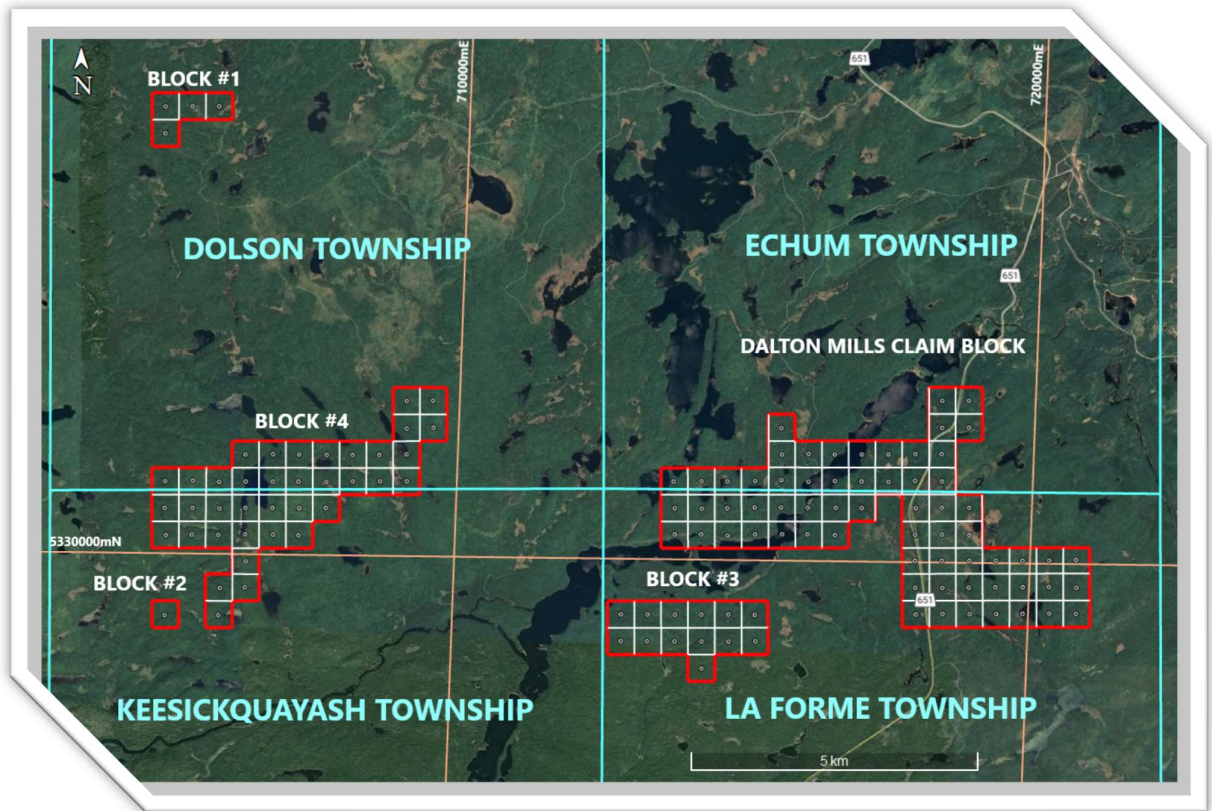 N
BLOCK #1
710000mE
651
720000mE
DOLSON TOWNSHIP
ECHUM TOWNSHIP
651
DALTON MILLS CLAIM BLOCK
BLOCK #4
5330000mN
BLOCK #2
BLOCK #3
651
KEESICKQUAYASH TOWNSHIP
LA FORME TOWNSHIP
5 km